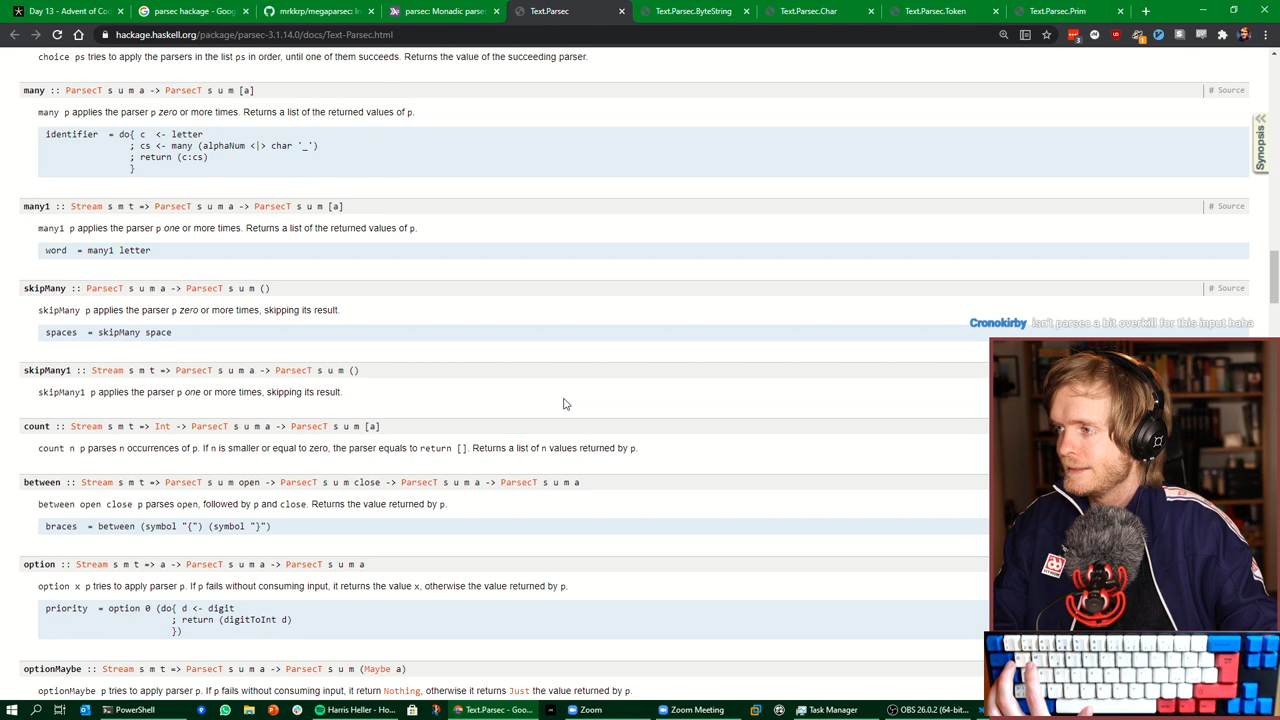 Day 13 - Advent of Co
parsec hackage - Goog
mrkkrp/megaparsec: In
parsec: Monadic parse
Text.Parsec
Text.Parsec.ByteString
Text.Parsec.Char
Text.Parsec.Token
Text.Parsec.Prim
hackage.haskell.org/package/parsec-3.1.14.0/docs/Text-Parsec.html
choice ps tries to apply the parsers in the list ps in order, until one of them succeeds. Returns the value of the succeeding parser.
many :: ParsecT s u m a -> ParsecT s u m [a]
# Source
many p applies the parser p zero or more times. Returns a list of the returned values of p.
identifier = do{ c <- letter
; cs <- many (alphaNum <|> char '_')
; return (c:cs)
}
many1 :: Stream s m t => ParsecT s u m a -> ParsecT s u m [a]
# Source
many1 p applies the parser p one or more times. Returns a list of the returned values of p.
word = many1 letter
skipMany :: ParsecT s u m a -> ParsecT s u m ()
# Source
skipMany p applies the parser p zero or more times, skipping its result.
spaces = skipMany space
skipMany1 :: Stream s m t => ParsecT s u m a -> ParsecT s u m ()
skipMany1 p applies the parser p one or more times, skipping its result.
count :: Stream s m t => Int -> ParsecT s u m a -> ParsecT s u m [a]
count n p parses n occurrences of p. If n is smaller or equal to zero, the parser equals to return []. Returns a list of n values returned by p.
between :: Stream s m t => ParsecT s u m open -> ParsecT s u m close -> ParsecT s u m a -> ParsecT s u m a
between open close p parses open, followed by p and close. Returns the value returned by p.
braces = between (symbol "{") (symbol "}")
option :: Stream s m t => a -> ParsecT s u m a -> ParsecT s u m a
option x p tries to apply parser p. If p fails without consuming input, it returns the value x, otherwise the value returned by p.
priority = option 0 (do{ d <- digit
; return (digitToInt d)
})
optionMaybe :: Stream s m t => ParsecT s u m a -> ParsecT s u m (Maybe a)
optionMaybe p tries to apply parser p. If p fails without consuming input, it return Nothing, otherwise it returns Just the value returned by p.
Synopsis
Cronokirby isn't parsec a bit overkill for this input haha
PowerShell
Harris Heller - Ho...
Text.Parsec - Goo...
Zoom
Zoom Meeting
Task Manager
OBS 26.0.2 (64-bit...